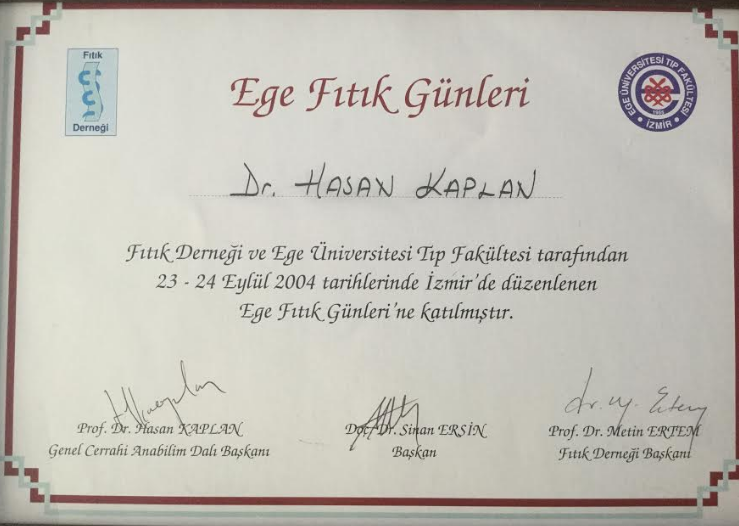 Fıtık
Derneği
EGE ÜNİVERSİTESİ TIP FAKÜLTESİ
1955
• İZMİR •
Ege Fıtık Günleri
Dr. HASAN KAPLAN
Fıtık Derneği ve Ege Üniversitesi Tıp Fakültesi tarafından
23 - 24 Eylül 2004 tarihlerinde İzmir'de düzenlenen
Ege Fıtık Günleri'ne katılmıştır.
Prof. Dr. Hasan KAPLAN
Genel Cerrahi Anabilim Dalı Başkanı
Doç. Dr. Sinan ERSİN
Başkan
dr. M. Ertem
Prof. Dr. Metin ERTEM
Fıtık Derneği Başkanı